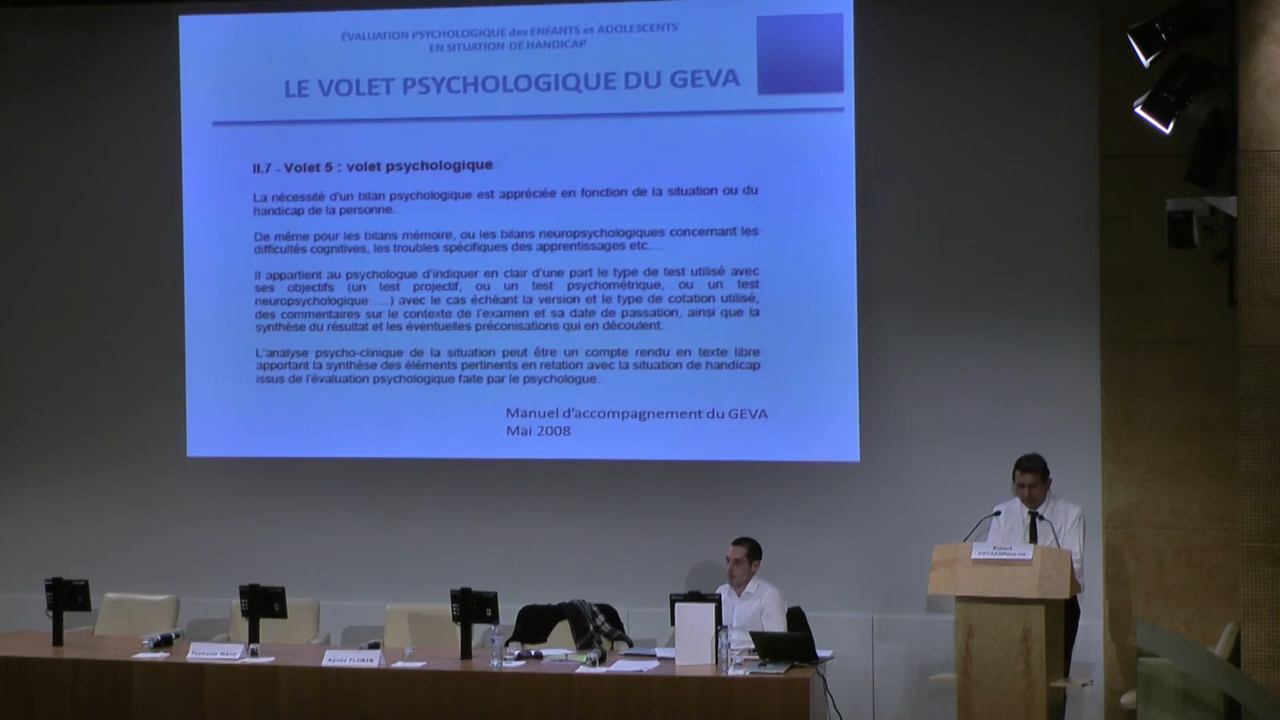 ÉVALUATION PSYCHOLOGIQUE des ENFANTS et ADOLESCENTS
EN SITUATION DE HANDICAP
LE VOLET PSYCHOLOGIQUE DU GEVA
II.7 - Volet 5 : volet psychologique
La nécessité d'un bilan psychologique est appréciée en fonction de la situation ou du
handicap de la personne.
De même pour les bilans mémoire, ou les bilans neuropsychologiques concernant les
difficultés cognitives, les troubles spécifiques des apprentissages etc....
Il appartient au psychologue d'indiquer en clair d'une part le type de test utilisé avec
ses objectifs (un test projectif, ou un test psychométrique, ou un test
neuropsychologique ....) avec le cas échéant la version et le type de cotation utilisé,
des commentaires sur le contexte de l'examen et sa date de passation, ainsi que la
synthèse du résultat et les éventuelles préconisations qui en découlent.
L'analyse psycho-clinique de la situation peut être un compte rendu en texte libre
apportant la synthèse des éléments pertinents en relation avec la situation de handicap
issus de l'évaluation psychologique faite par le psychologue.
Manuel d'accompagnement du GEVA
Mai 2008
Robert
Agnès FLORIN